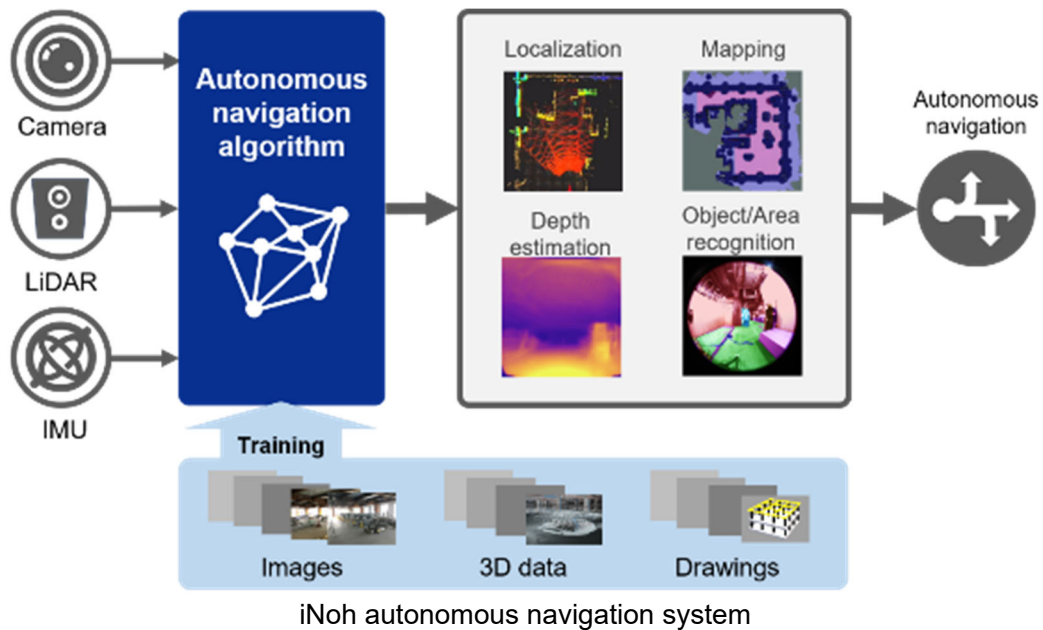 Camera
LiDAR
IMU
Autonomous
navigation
algorithm
Localization
Mapping
Depth
estimation
Object/Area
recognition
Autonomous
navigation
Training
Images
3D data
Drawings
iNoh autonomous navigation system